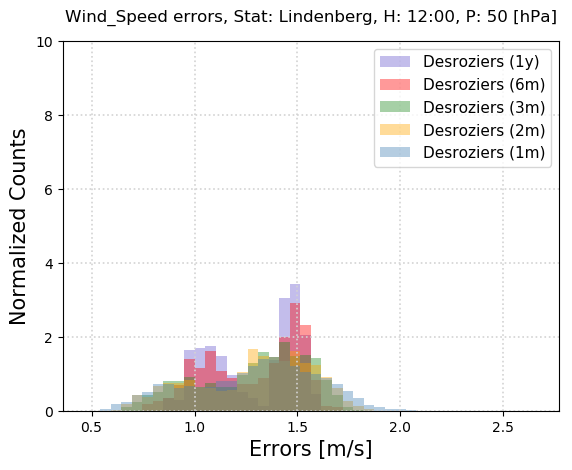 Wind_Speed errors, Stat: Lindenberg, H: 12:00, P: 50 [hPa]
10
8
6
4
2
0
Normalized Counts
Desroziers (1y)
Desroziers (6m)
Desroziers (3m)
Desroziers (2m)
Desroziers (1m)
0.5 1.0 1.5 2.0 2.5
Errors [m/s]